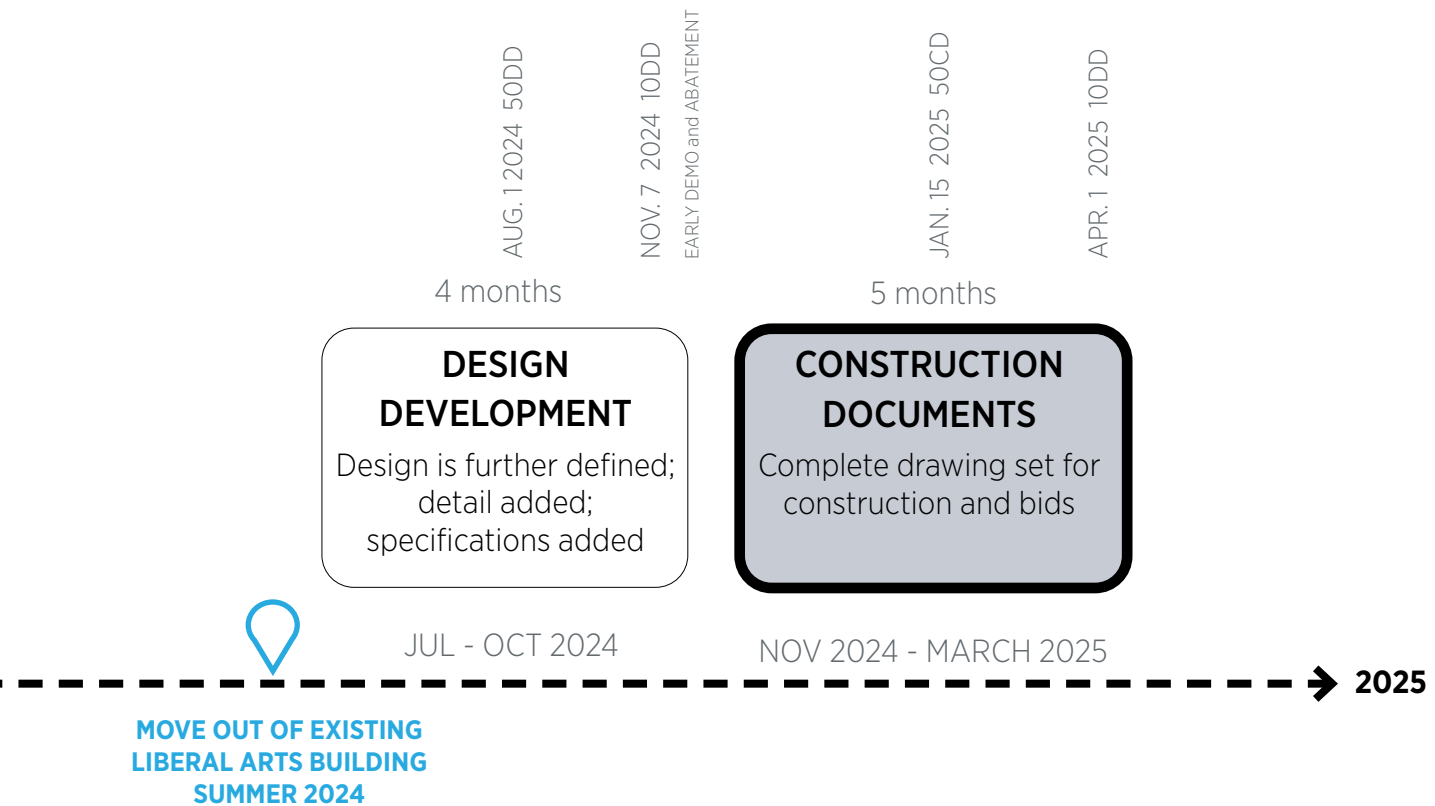 AUG. 1 2024 50DD
NOV. 7 2024 10DD
EARLY DEMO and ABATEMENT
JAN. 15 2025 50CD
APR. 1 2025 10DD
4 months
DESIGN
DEVELOPMENT
Design is further defined;
detail added;
specifications added
JUL - OCT 2024
5 months
CONSTRUCTION
DOCUMENTS
Complete drawing set for
construction and bids
NOV 2024 - MARCH 2025
2025
MOVE OUT OF EXISTING
LIBERAL ARTS BUILDING
SUMMER 2024